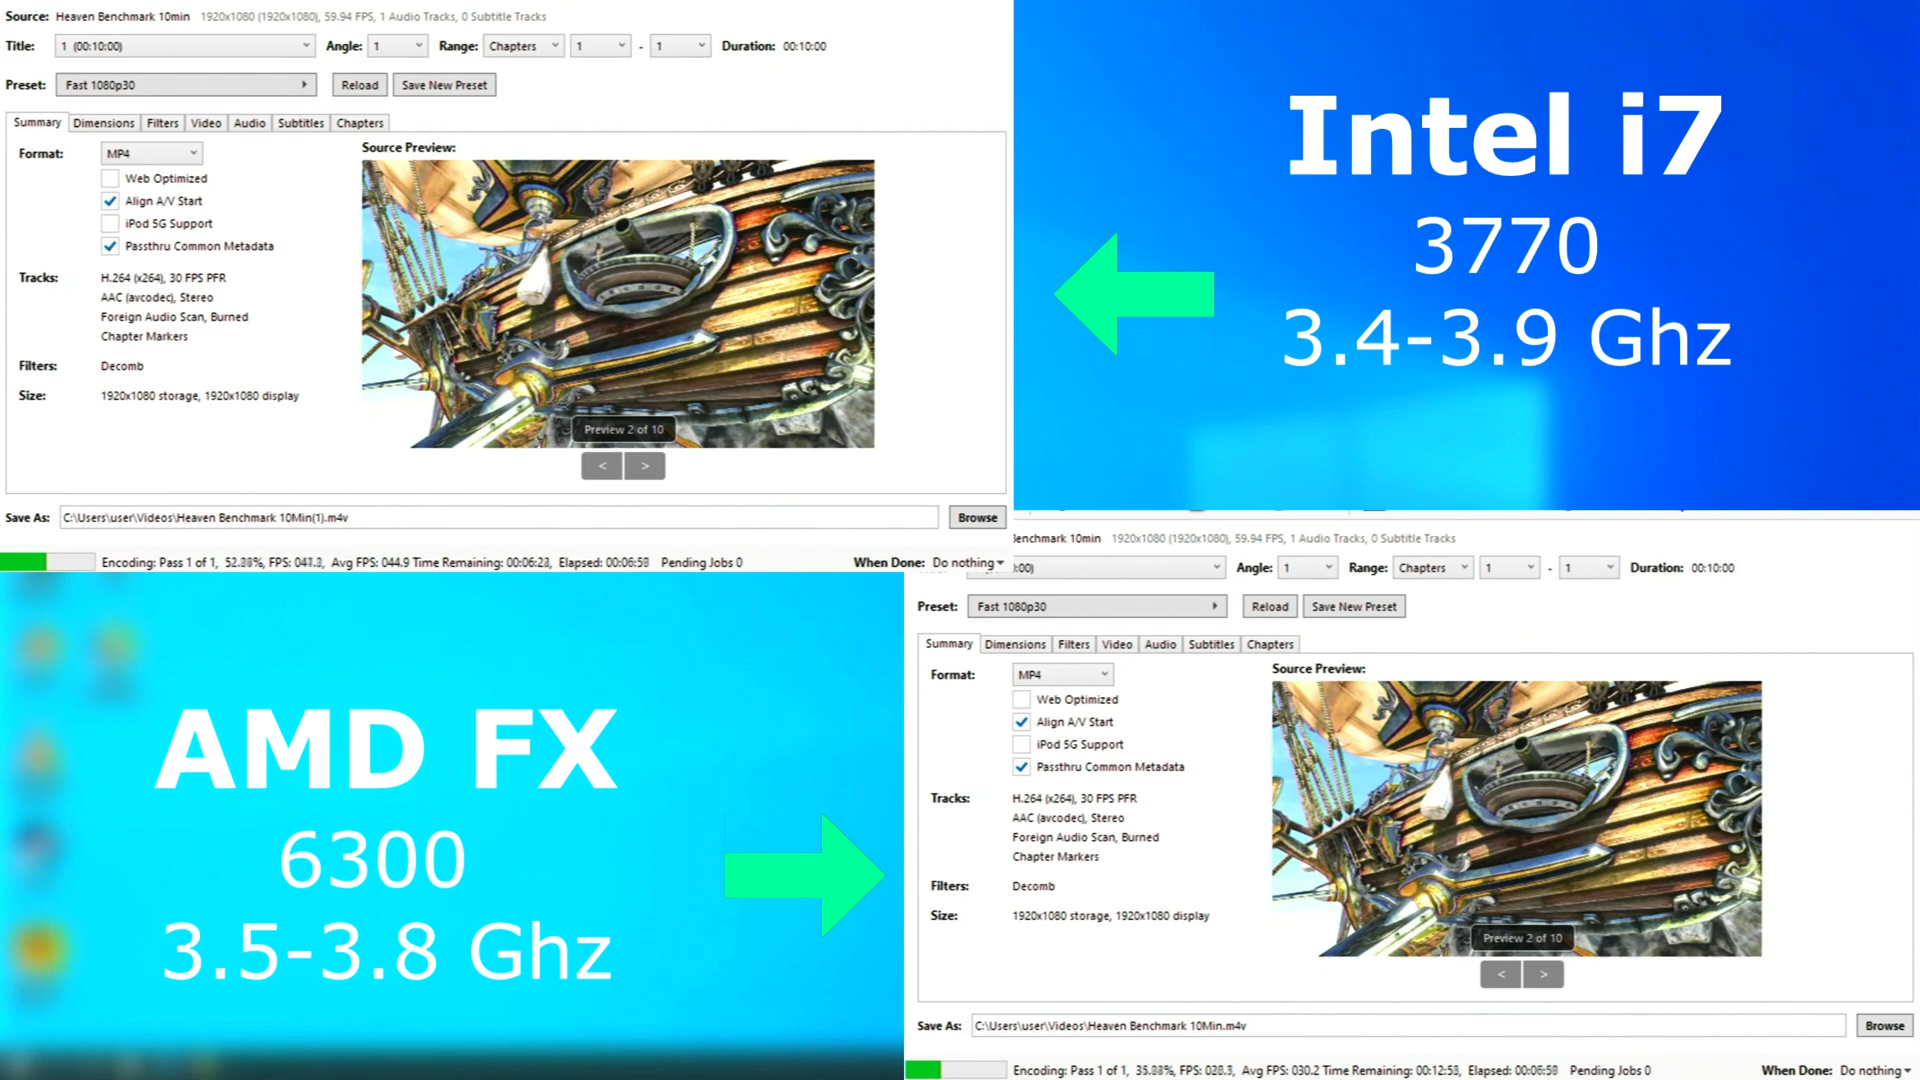 Source: Heaven Benchmark 10min 1920x1080 (1920x1080), 59.94 FPS, 1 Audio Tracks, 0 Subtitle Tracks
Title: 1 (00:10:00) Angle: 1 Range: Chapters 1 - 1 Duration: 00:10:00
Preset: Fast 1080p30 Reload Save New Preset
Summary Dimensions Filters Video Audio Subtitles Chapters
Format: MP4
Source Preview:
Web Optimized
Align A/V Start
iPod 5G Support
Passthru Common Metadata
Tracks: H.264 (x264), 30 FPS PFR
AAC (avcodec), Stereo
Foreign Audio Scan, Burned
Chapter Markers
Filters: Decomb
Size: 1920x1080 storage, 1920x1080 display
Preview 2 of 10
< >
Save As: C:\Users\user\Videos\Heaven Benchmark 10Min(1).m4v Browse
Encoding: Pass 1 of 1, FPS: Avg FPS: 044.9 Time Remaining: Elapsed: Pending Jobs 0 When Done: Do nothing
Intel i7
3770
3.4-3.9 Ghz
AMD FX
6300
3.5-3.8 Ghz
Benchmark 10min 1920x1080 (1920x1080), 59.94 FPS, 1 Audio Tracks, 0 Subtitle Tracks
:00) Angle: 1 Range: Chapters 1 - 1 Duration: 00:10:00
Preset: Fast 1080p30 Reload Save New Preset
Summary Dimensions Filters Video Audio Subtitles Chapters
Format: MP4
Source Preview:
Web Optimized
Align A/V Start
iPod 5G Support
Passthru Common Metadata
Tracks: H.264 (x264), 30 FPS PFR
AAC (avcodec), Stereo
Foreign Audio Scan, Burned
Chapter Markers
Filters: Decomb
Size: 1920x1080 storage, 1920x1080 display
Preview 2 of 10
< >
Save As: C:\Users\user\Videos\Heaven Benchmark 10Min.m4v Browse
Encoding: Pass 1 of 1, FPS: Avg FPS: 030.2 Time Remaining: Elapsed: Pending Jobs 0 When Done: Do nothing